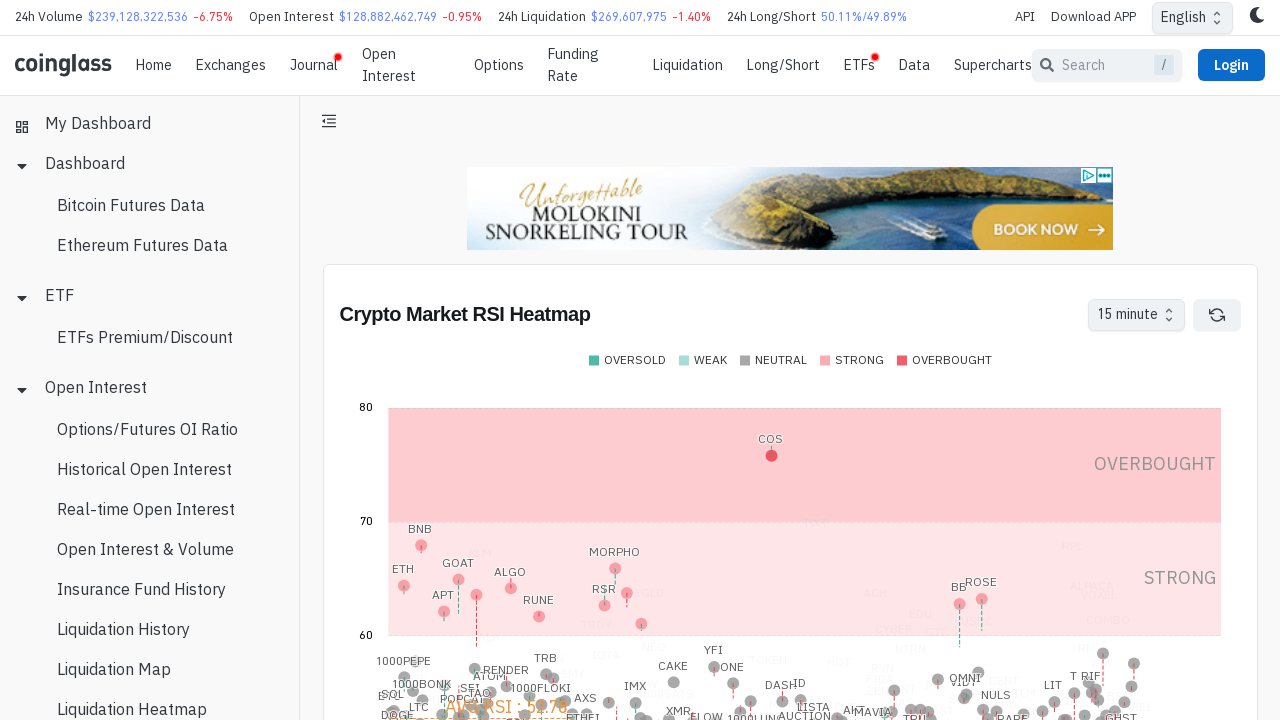 24h Volume $239,128,322,536 -6.75% Open Interest $128,882,462,749 -0.95% 24h Liquidation $269,607,975 -1.40% 24h Long/Short 50.11%/49.89% API Download APP English
coinglass Home Exchanges Journal Open Interest Options Funding Rate Liquidation Long/Short ETFs Data Supercharts Search / Login
My Dashboard
Dashboard
Bitcoin Futures Data
Ethereum Futures Data
ETF
ETFs Premium/Discount
Open Interest
Options/Futures OI Ratio
Historical Open Interest
Real-time Open Interest
Open Interest & Volume
Insurance Fund History
Liquidation History
Liquidation Map
Liquidation Heatmap
Unforgettable
MOLOKINI
SNORKELING TOUR
BOOK NOW
Crypto Market RSI Heatmap
15 minute
OVERSOLD WEAK NEUTRAL STRONG OVERBOUGHT
80
COS
OVERBOUGHT
70
BNB
MORPHO
ETH GOAT ALGO
STRONG
APT RUNE RSR BB ROSE
60
YFI
1000PEPE TRB
RENDER CAKE ONE
ATOM OMNI T RIF
1000BONK SEI 1000FLOKI IMX DASH ID VIDT LIT
SOL TAO AXS NULS
POPCAT
LTC AVG RSI : 52.76 XMR LISTA
DOGE ETHFI FLOW 1000LUNC AUCTION MAVIA TRU RARE GHST